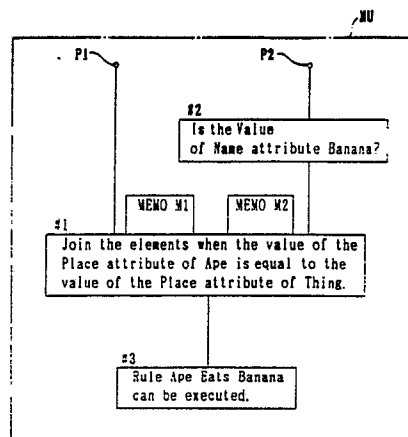 MU
P1
P2
#2
Is the Value
of Name attribute Banana?
MEMO M1
MEMO M2
#1
Join the elements when the value of the
Place attribute of Ape is equal to the
value of the Place attribute of Thing.
#3
Rule Ape Eats Banana
can be executed.